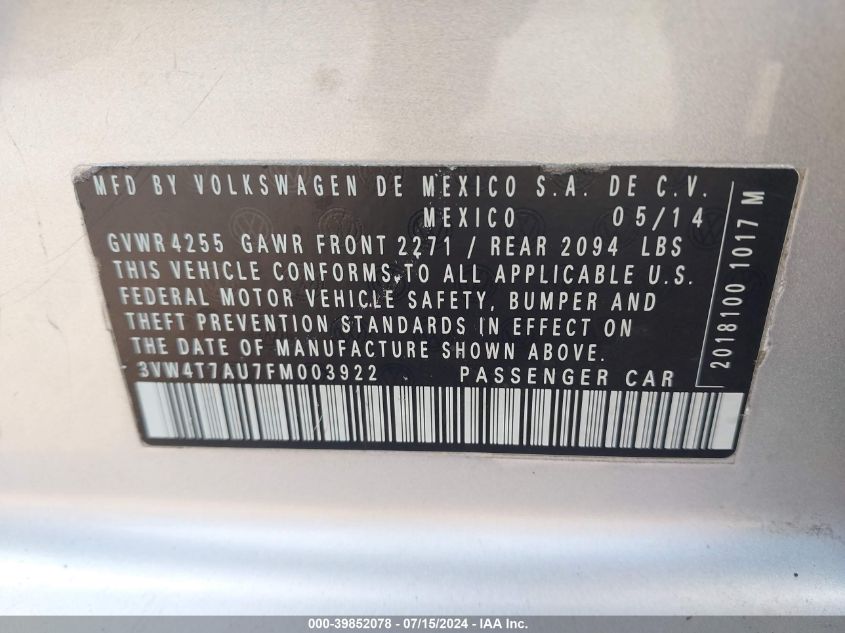 MFD BY VOLKSWAGEN DE MEXICO S.A. DE C.V.
MEXICO 05/14
GVWR 4255 GAWR FRONT 2271 / REAR 2094 LBS
THIS VEHICLE CONFORMS TO ALL APPLICABLE U.S.
FEDERAL MOTOR VEHICLE SAFETY, BUMPER AND
THEFT PREVENTION STANDARDS IN EFFECT ON
THE DATE OF MANUFACTURE SHOWN ABOVE.
3VW4T7AU7FM003922 PASSENGER CAR
2018100 1017 M
000-39852078 - 07/15/2024 - IAAI Inc.